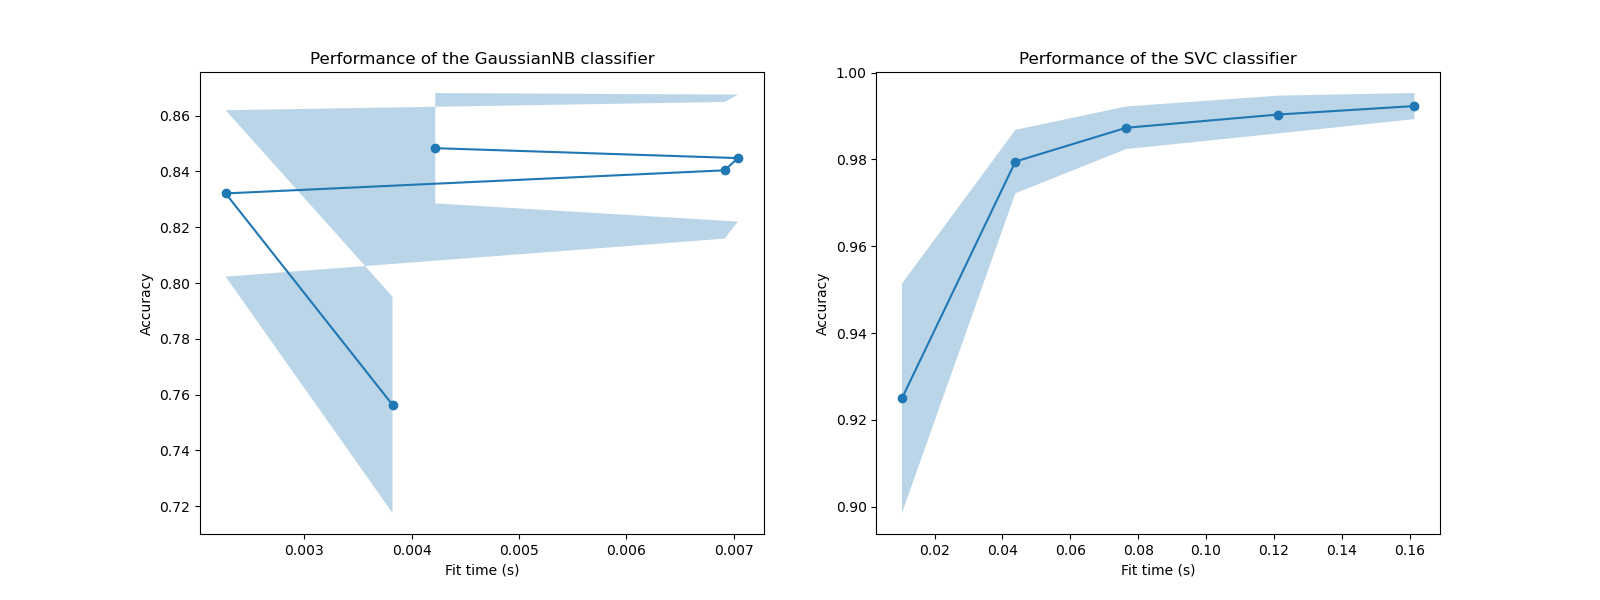 Performance of the GaussianNB classifier
Accuracy
0.86
0.84
0.82
0.80
0.78
0.76
0.74
0.72
0.003 0.004 0.005 0.006 0.007
Fit time (s)
Performance of the SVC classifier
Accuracy
1.00
0.98
0.96
0.94
0.92
0.90
0.02 0.04 0.06 0.08 0.10 0.12 0.14 0.16
Fit time (s)